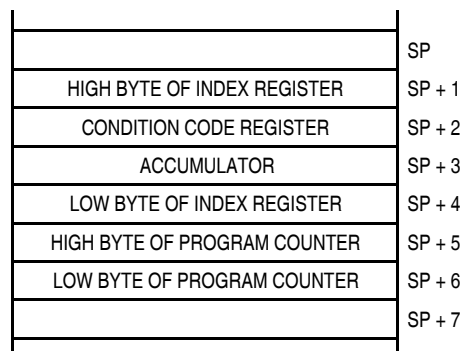 SP
HIGH BYTE OF INDEX REGISTER SP + 1
CONDITION CODE REGISTER SP + 2
ACCUMULATOR SP + 3
LOW BYTE OF INDEX REGISTER SP + 4
HIGH BYTE OF PROGRAM COUNTER SP + 5
LOW BYTE OF PROGRAM COUNTER SP + 6
SP + 7